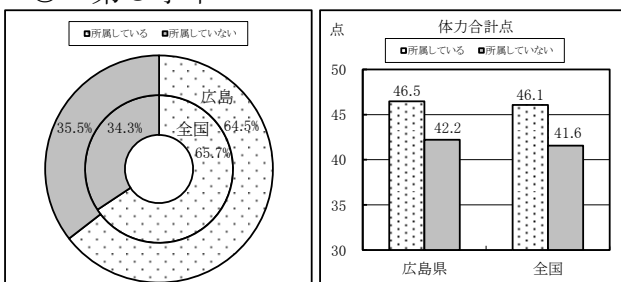 ■所属している ■所属していない
広島
35.5% 34.3% 全国 64.5%
65.7%
点 体力合計点
■所属している ■所属していない
50
46.5 46.1
45
42.2 41.6
40
35
30
広島県 全国